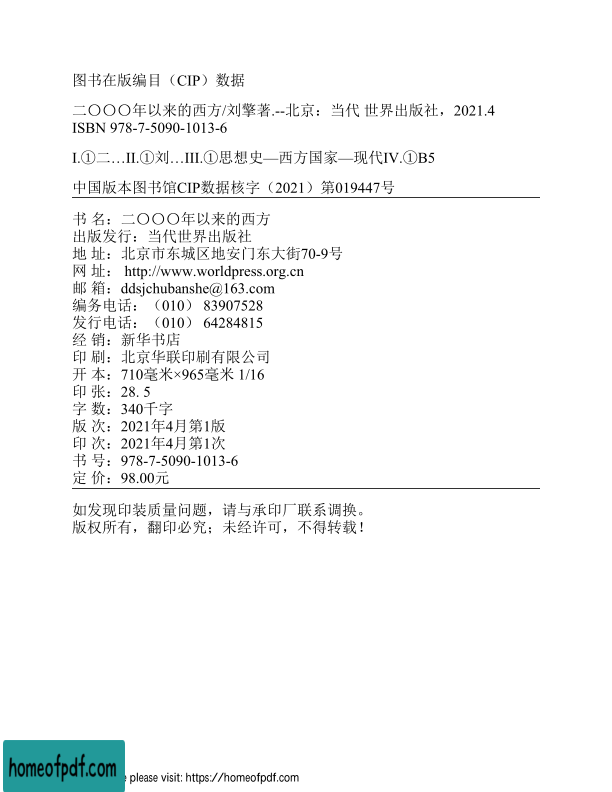 图书在版编目（CIP）数据
二〇〇〇年以来的西方/刘擎著.--北京：当代 世界出版社，2021.4
ISBN 978-7-5090-1013-6
I.①二…II.①刘…III.①思想史—西方国家—现代IV.①B5
中国版本图书馆CIP数据核字（2021）第019447号
书 名：二〇〇〇年以来的西方
出版发行：当代世界出版社
地 址：北京市东城区地安门东大街70-9号
网 址： http://www.worldpress.org.cn
邮 箱：ddsjchubanshe@163.com
编务电话：（010） 83907528
发行电话：（010） 64284815
经 销：新华书店
印 刷：北京华联印刷有限公司
开 本：710毫米×965毫米 1/16
印 张：28. 5
字 数：340千字
版 次：2021年4月第1版
印 次：2021年4月第1次
书 号：978-7-5090-1013-6
定 价：98.00元
如发现印装质量问题，请与承印厂联系调换。
版权所有，翻印必究；未经许可，不得转载！
homeofpdf.com
please visit: https://homeofpdf.com